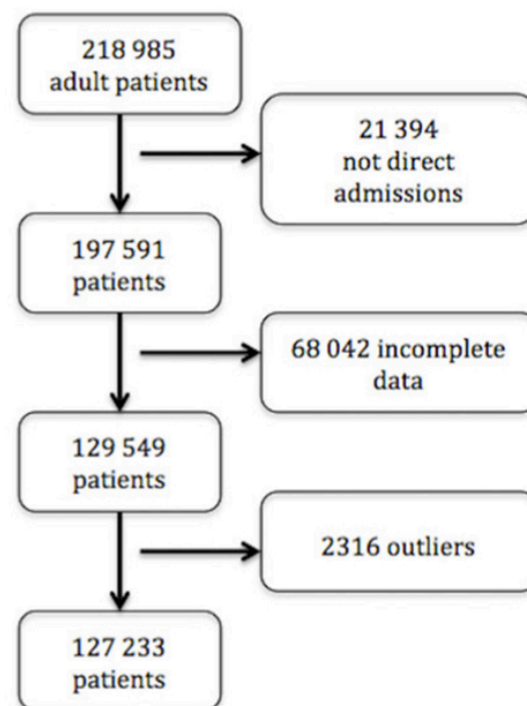 218 985
adult patients
21 394
not direct
admissions
197 591
patients
68 042 incomplete
data
129 549
patients
2316 outliers
127 233
patients